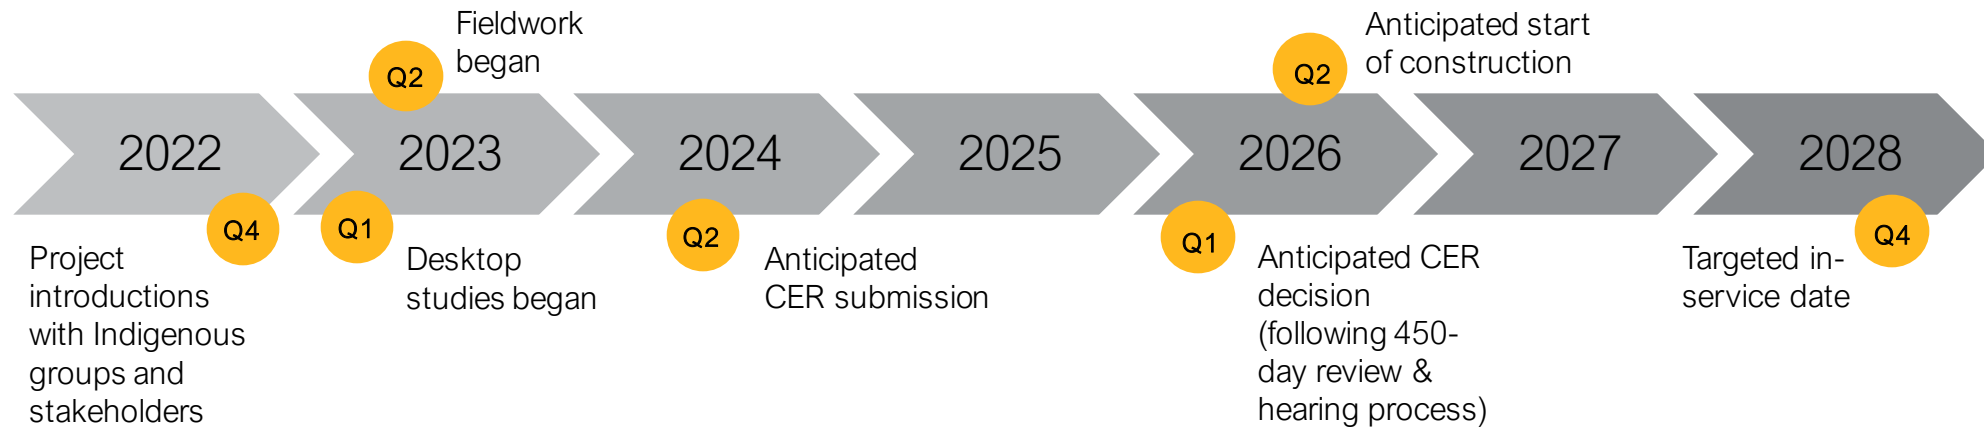 Fieldwork
began
Q2
Anticipated start
of construction
Q2
2022
2023
2024
2025
2026
2027
2028
Q4
Project
introductions
with Indigenous
groups and
stakeholders
Q1
Desktop
studies began
Q2
Anticipated
CER submission
Q1
Anticipated CER
decision
(following 450-
day review &
hearing process)
Q4
Targeted in-
service date